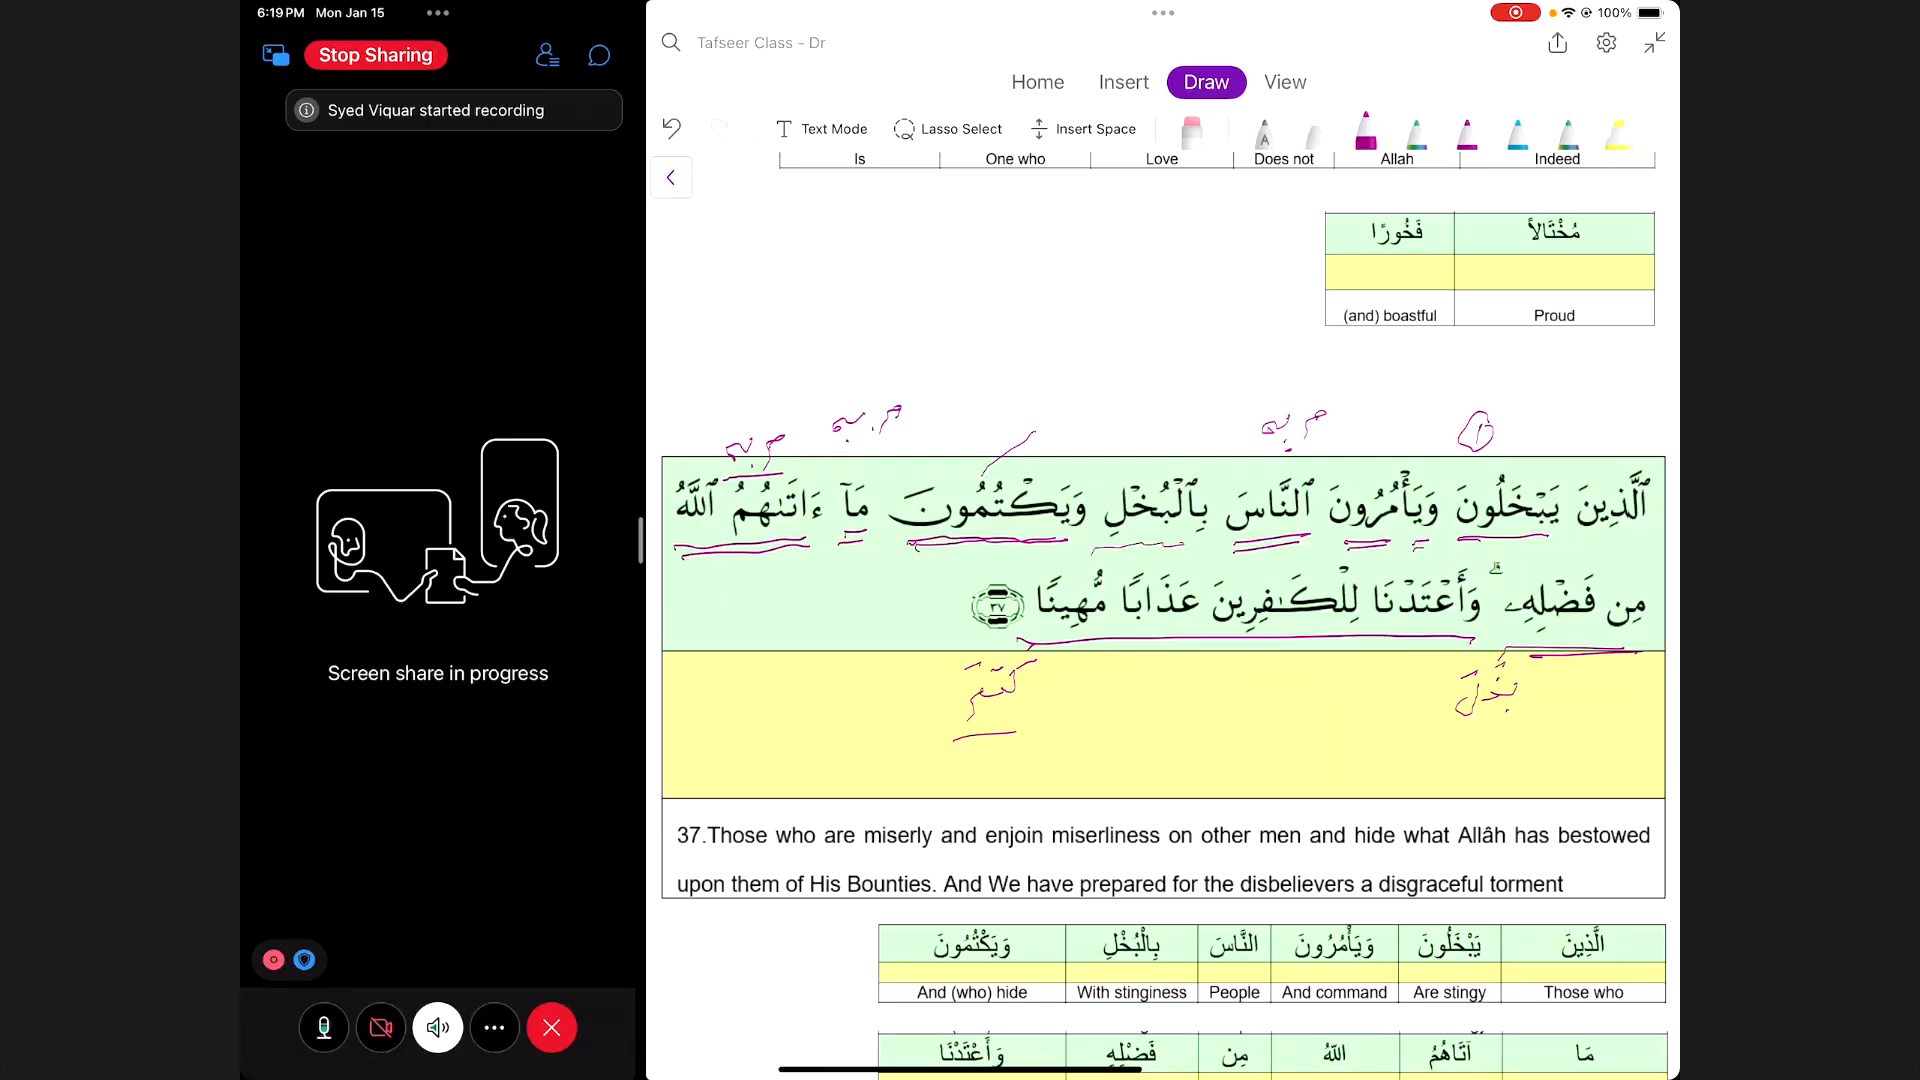 6:19 PM Mon Jan 15
Stop Sharing
Syed Viquar started recording
Screen share in progress
100%
Tafseer Class - Dr
Home Insert Draw View
Text Mode Lasso Select Insert Space
Is One who Love Does not Allah Indeed
مُخْتَالاً فَخُورًا
(and) boastful Proud
ٱلَّذِينَ يَبْخَلُونَ وَيَأْمُرُونَ ٱلنَّاسَ بِٱلْبُخْلِ وَيَكْتُمُونَ مَآ ءَاتَىٰهُمُ ٱللَّهُ
مِن فَضْلِهِۦ ۗ وَأَعْتَدْنَا لِلْكَـٰفِرِينَ عَذَابًا مُّهِينًا ٣٧
كَتَمَ بَخُلَ
37.Those who are miserly and enjoin miserliness on other men and hide what Allâh has bestowed
upon them of His Bounties. And We have prepared for the disbelievers a disgraceful torment
الَّذِينَ يَبْخَلُونَ وَيَأْمُرُونَ النَّاسَ بِالْبُخْلِ وَيَكْتُمُونَ
And (who) hide With stinginess People And command Are stingy Those who
مَا آتَاهُمُ اللّهُ مِن فَضْلِهِ وَأَعْتَدْنَا